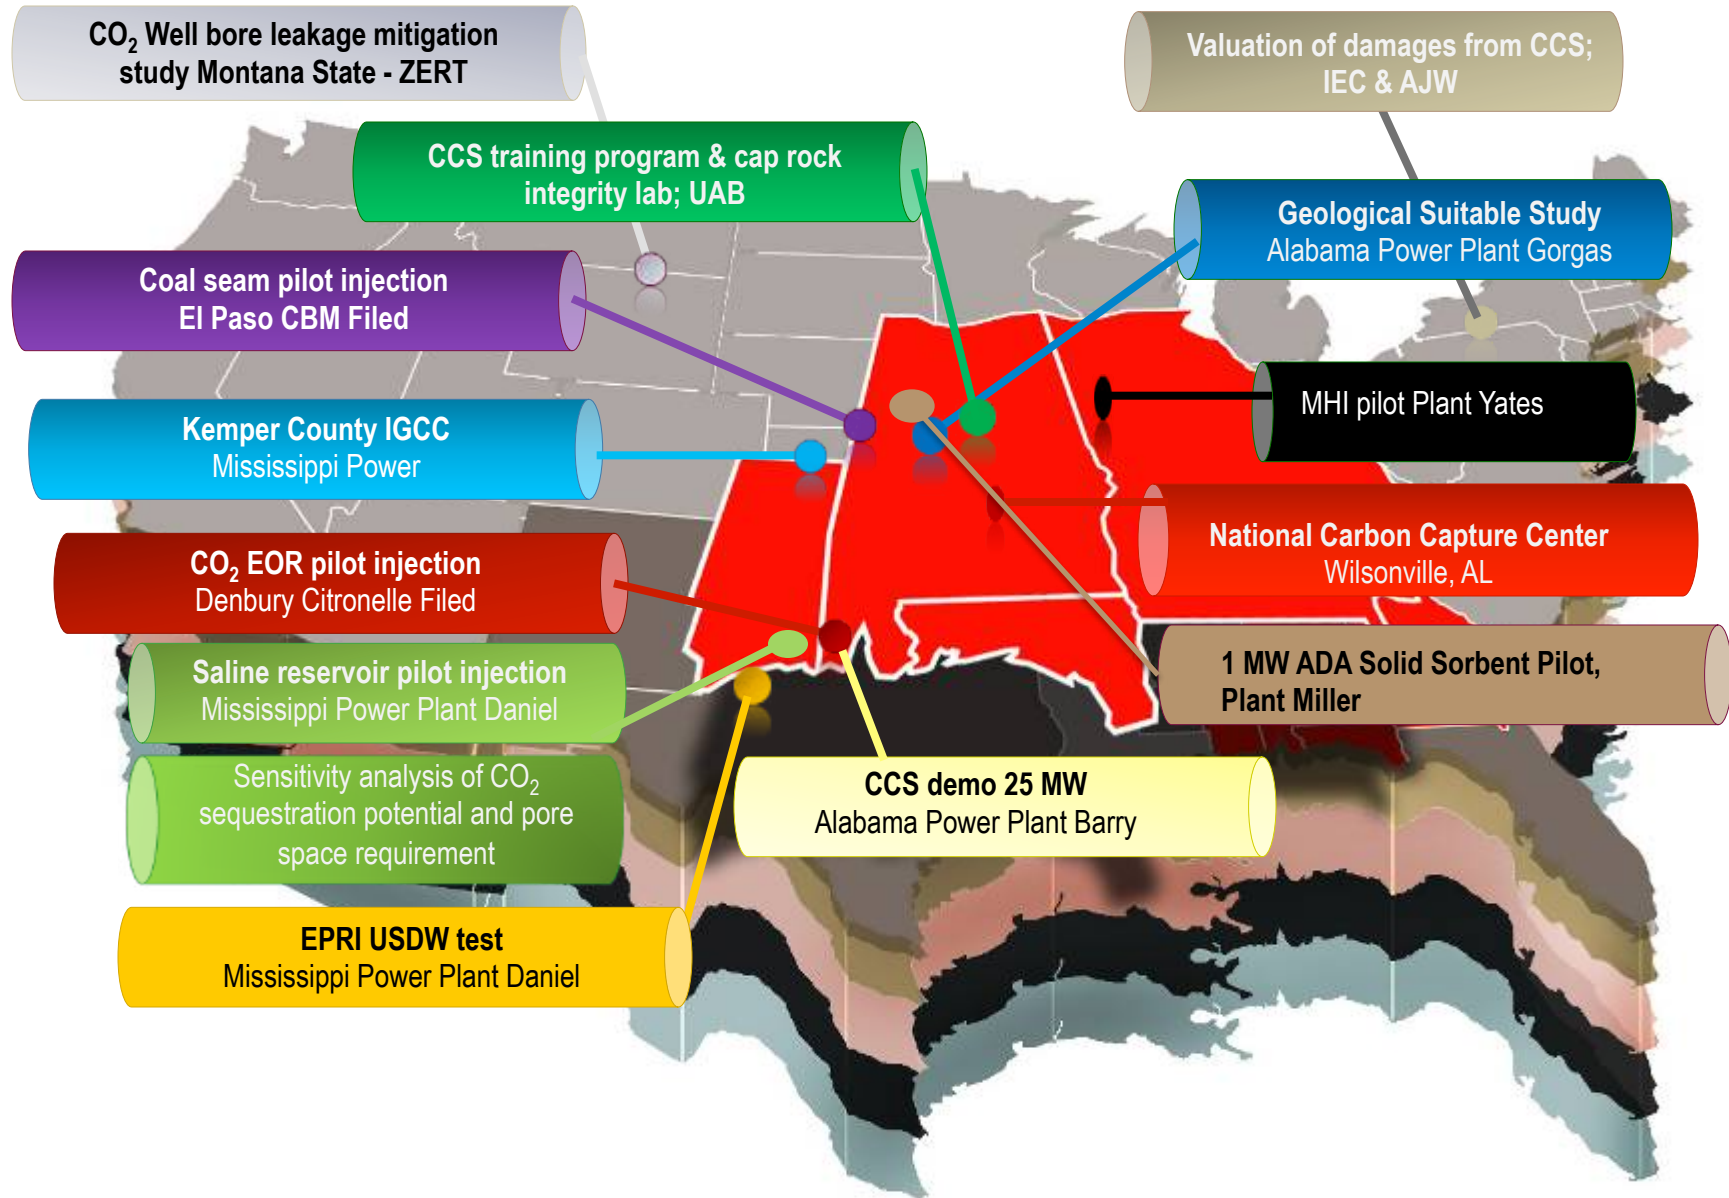 CO₂ Well bore leakage mitigation
study Montana State - ZERT
Valuation of damages from CCS;
IEC & AJW
CCS training program & cap rock
integrity lab; UAB
Geological Suitable Study
Alabama Power Plant Gorgas
Coal seam pilot injection
El Paso CBM Filed
MHI pilot Plant Yates
Kemper County IGCC
Mississippi Power
National Carbon Capture Center
Wilsonville, AL
CO₂ EOR pilot injection
Denbury Citronelle Filed
Saline reservoir pilot injection
Mississippi Power Plant Daniel
1 MW ADA Solid Sorbent Pilot,
Plant Miller
Sensitivity analysis of CO₂
sequestration potential and pore
space requirement
CCS demo 25 MW
Alabama Power Plant Barry
EPRI USDW test
Mississippi Power Plant Daniel